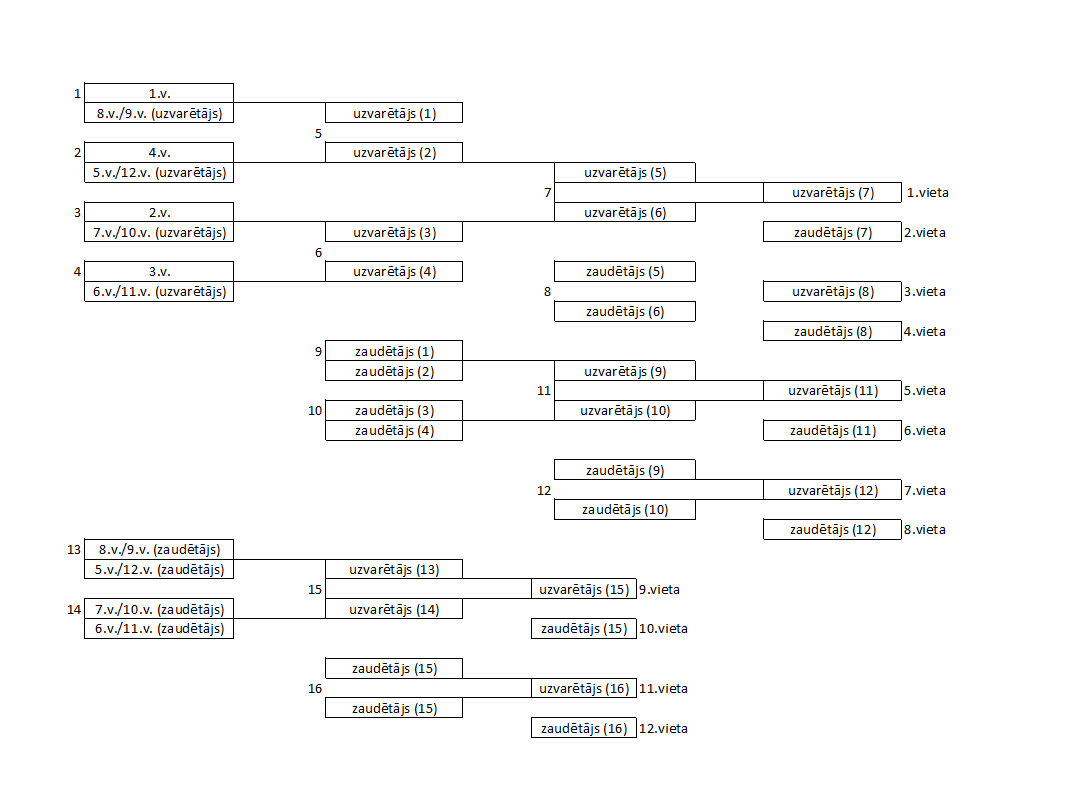 1 1.v.
8.v./9.v. (uzvarētājs) uzvarētājs (1)
5
2 4.v. uzvarētājs (2)
5.v./12.v. (uzvarētājs) uzvarētājs (5)
7 uzvarētājs (7) 1.vieta
3 2.v. uzvarētājs (6)
7.v./10.v. (uzvarētājs) uzvarētājs (3) zaudētājs (7) 2.vieta
6
4 3.v. uzvarētājs (4) zaudētājs (5)
6.v./11.v. (uzvarētājs) 8 uzvarētājs (8) 3.vieta
zaudētājs (6)
zaudētājs (8) 4.vieta
9 zaudētājs (1)
zaudētājs (2) uzvarētājs (9)
11 uzvarētājs (11) 5.vieta
10 zaudētājs (3) uzvarētājs (10)
zaudētājs (4) zaudētājs (11) 6.vieta
zaudētājs (9)
12 uzvarētājs (12) 7.vieta
zaudētājs (10)
zaudētājs (12) 8.vieta
13 8.v./9.v. (zaudētājs)
5.v./12.v. (zaudētājs) uzvarētājs (13)
15 uzvarētājs (15) 9.vieta
14 7.v./10.v. (zaudētājs) uzvarētājs (14)
6.v./11.v. (zaudētājs) zaudētājs (15) 10.vieta
zaudētājs (15)
16 uzvarētājs (16) 11.vieta
zaudētājs (15)
zaudētājs (16) 12.vieta